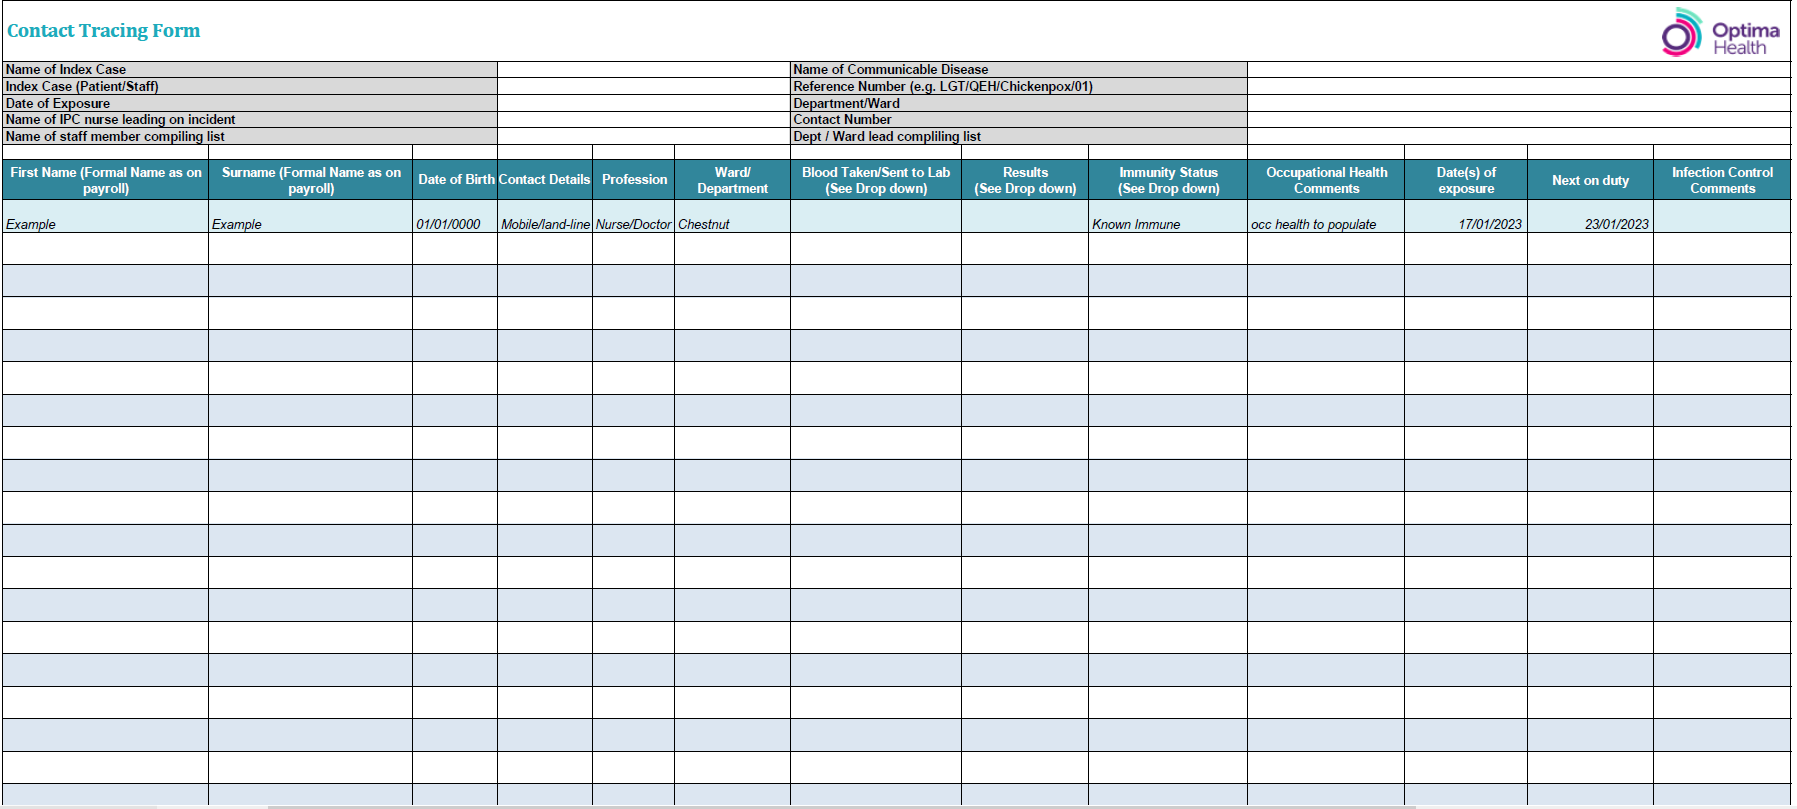 Contact Tracing Form
Optima
Health
Name of Index Case
Name of Communicable Disease
Index Case (Patient/Staff)
Reference Number (e.g. LGT/QEH/Chickenpox/01)
Date of Exposure
Department/Ward
Name of IPC nurse leading on incident
Contact Number
Name of staff member compiling list
Dept / Ward lead compliling list
First Name (Formal Name as on
payroll)
Surname (Formal Name as on
payroll)
Date of Birth
Contact Details
Profession
Ward/
Department
Blood Taken/Sent to Lab
(See Drop down)
Results
(See Drop down)
Immunity Status
(See Drop down)
Occupational Health
Comments
Date(s) of
exposure
Next on duty
Infection Control
Comments
Example
Example
01/01/0000
Mobile/land-line
Nurse/Doctor
Chestnut
Known Immune
occ health to populate
17/01/2023
23/01/2023